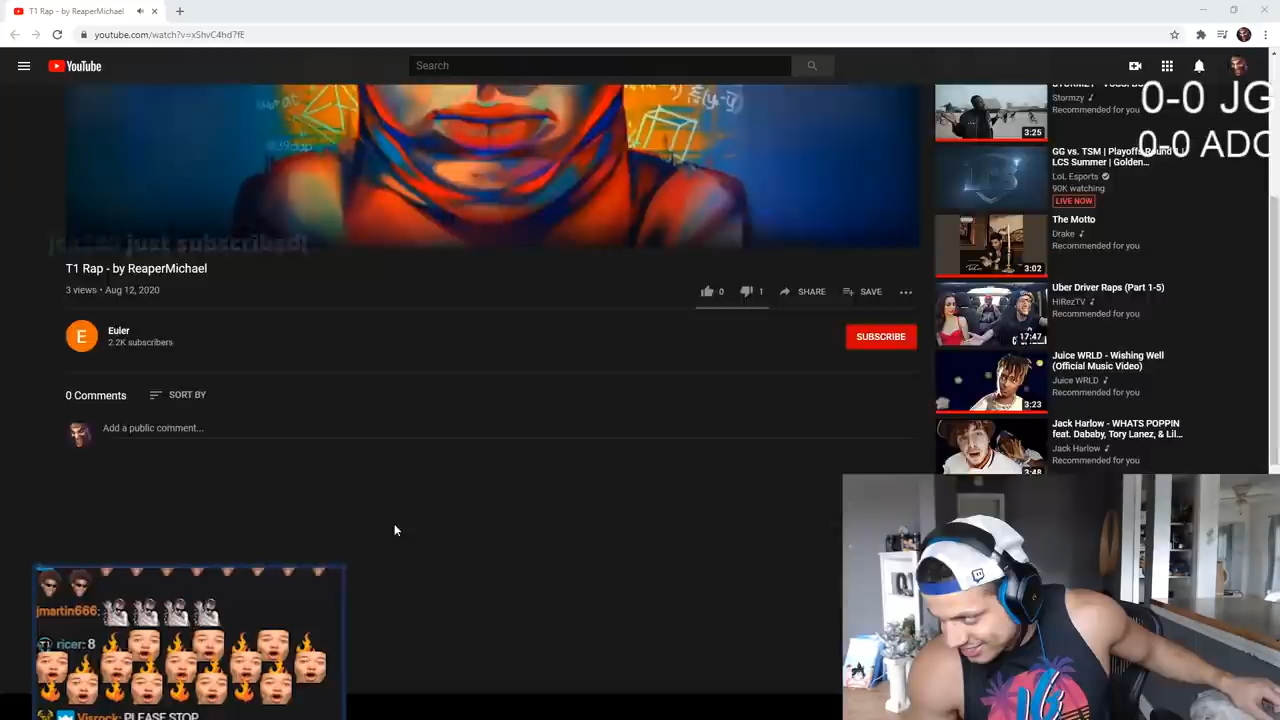 T1 Rap - by ReaperMichael
youtube.com/watch?v=xShvC4hd7fE
YouTube
Search
just subscribed!
T1 Rap - by ReaperMichael
3 views • Aug 12, 2020
0
1
SHARE
SAVE
E
Euler
2.2K subscribers
SUBSCRIBE
0 Comments
SORT BY
Add a public comment...
Stormzy
Recommended for you
3:25
0-0 JG
0-0 ADC
GG vs. TSM | Playoffs Round 1 |
LCS Summer | Golden...
LoL Esports
90K watching
LIVE NOW
The Motto
Drake
Recommended for you
3:02
Uber Driver Raps (Part 1-5)
HiRezTV
Recommended for you
17:47
Juice WRLD - Wishing Well
(Official Music Video)
Juice WRLD
Recommended for you
3:23
Jack Harlow - WHATS POPPIN
feat. Dababy, Tory Lanez, & Lil...
Jack Harlow
Recommended for you
3:48
jmartin666:
ricer: 8
Visrock: PLEASE STOP